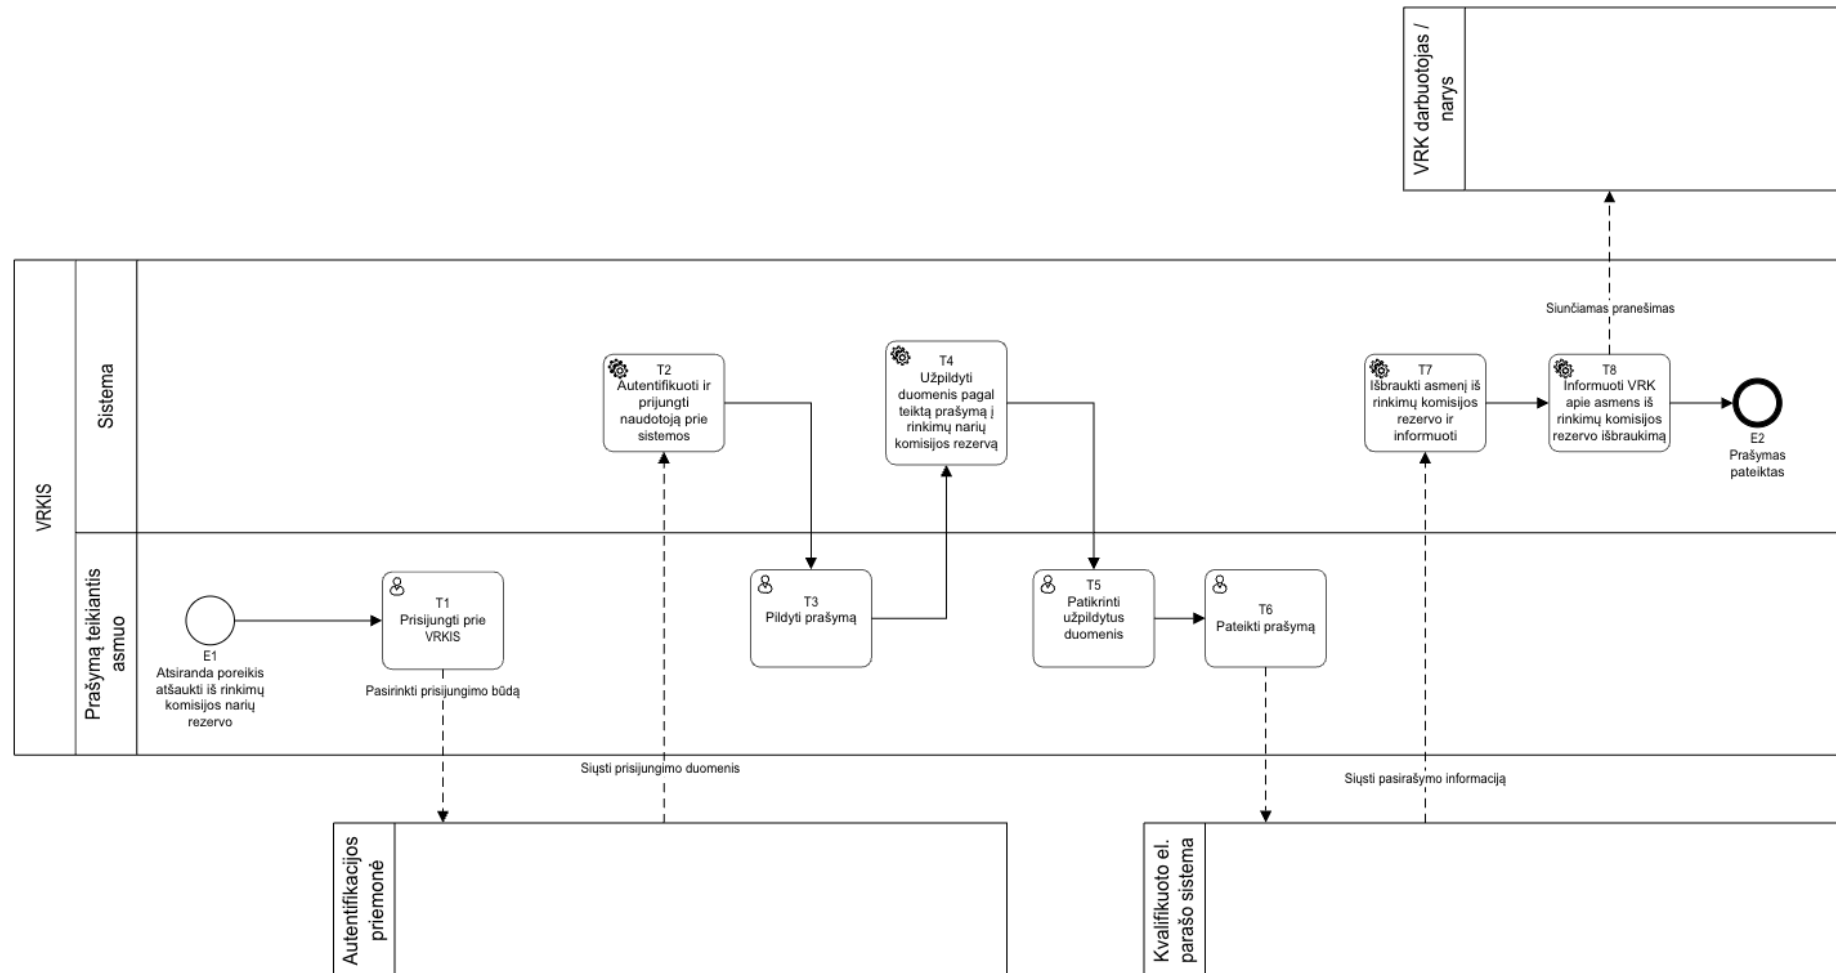 VRK darbuotojas /
narys
VRKIS
Sistema
Siunčiamas pranešimas
T2
Autentifikuoti ir
prijungti
naudotoją prie
sistemos
T4
Užpildyti
duomenis pagal
teiktą prašymą į
rinkimų narių
komisijos rezervą
T7
Išbraukti asmenį iš
rinkimų komisijos
rezervo ir
informuoti
T8
Informuoti VRK
apie asmens iš
rinkimų komisijos
rezervo išbraukimą
E2
Prašymas
pateiktas
Prašymą teikiantis
asmuo
E1
Atsiranda poreikis
atšaukti iš rinkimų
komisijos narių
rezervo
T1
Prisijungti prie
VRKIS
Pasirinkti prisijungimo būdą
T3
Pildyti prašymą
T5
Patikrinti
užpildytus
duomenis
T6
Pateikti prašymą
Siųsti prisijungimo duomenis
Siųsti pasirašymo informaciją
Autentifikacijos
priemonė
Kvalifikuoto el.
parašo sistema